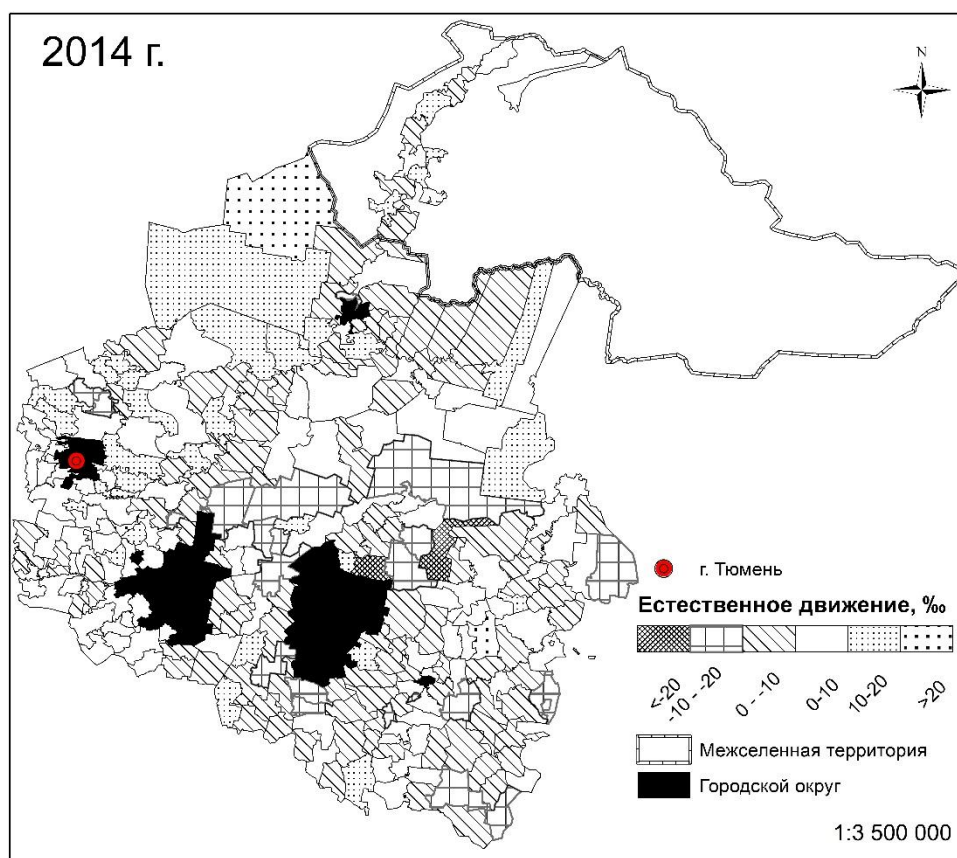 2014 г.
N
г. Тюмень
Естественное движение, ‰
<-20
-10 - -20
0 - -10
0-10
10-20
>20
Межселенная территория
Городской округ
1:3 500 000